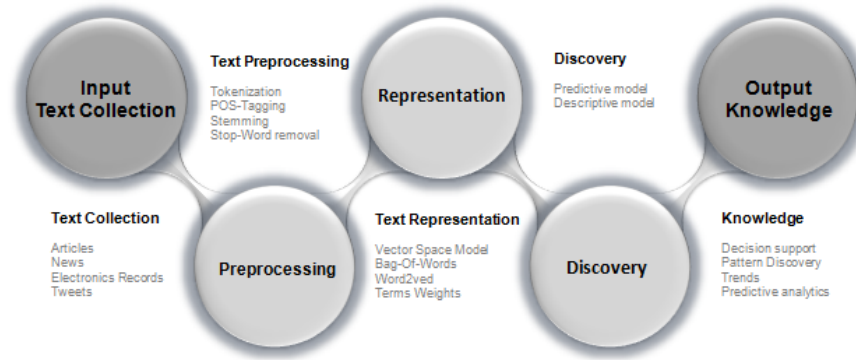 Input
Text Collection
Text Preprocessing
Tokenization
POS-Tagging
Stemming
Stop-Word removal
Representation
Discovery
Predictive model
Descriptive model
Output
Knowledge
Text Collection
Articles
News
Electronics Records
Tweets
Preprocessing
Text Representation
Vector Space Model
Bag-Of-Words
Word2ved
Terms Weights
Discovery
Knowledge
Decision support
Pattern Discovery
Trends
Predictive analytics